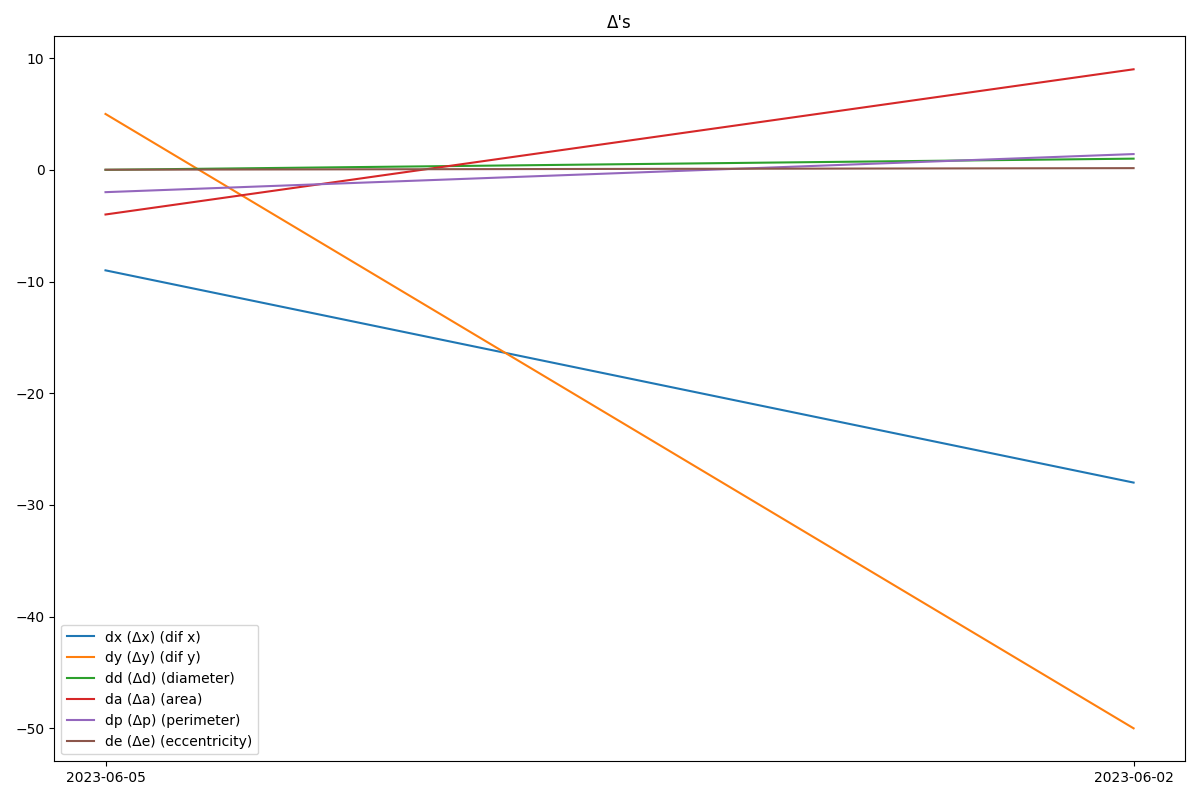 Δ's
10
0
−10
−20
−30
−40
−50
dx (Δx) (dif x)
dy (Δy) (dif y)
dd (Δd) (diameter)
da (Δa) (area)
dp (Δp) (perimeter)
de (Δe) (eccentricity)
2023-06-05
2023-06-02